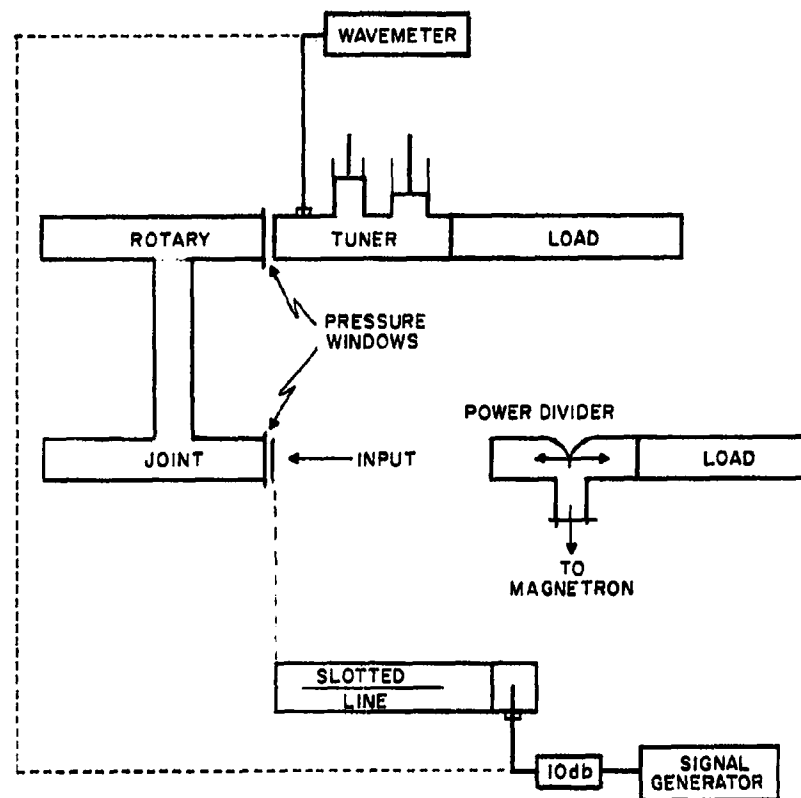 WAVEMETER
ROTARY
TUNER
LOAD
PRESSURE
WINDOWS
POWER DIVIDER
JOINT
INPUT
LOAD
TO
MAGNETRON
SLOTTED
LINE
10db
SIGNAL
GENERATOR